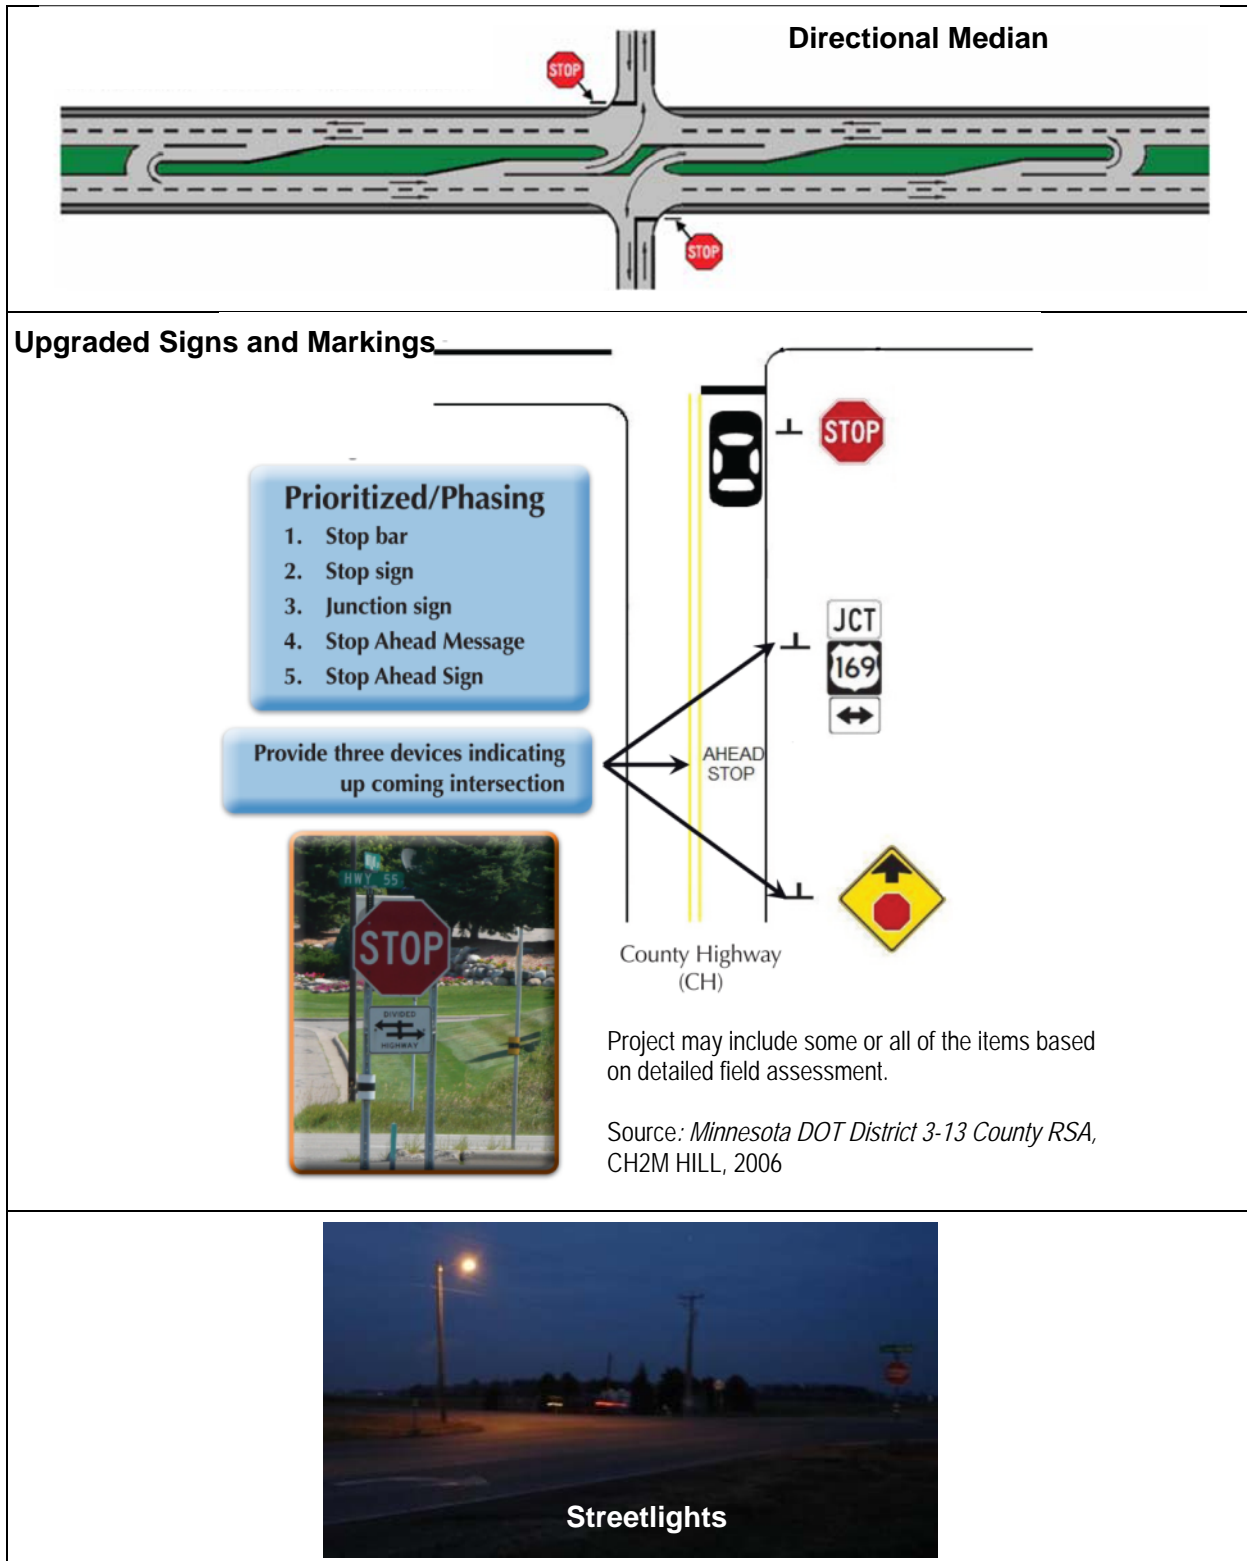 Directional Median
STOP
STOP
Upgraded Signs and Markings
STOP
Prioritized/Phasing
1. Stop bar
2. Stop sign
3. Junction sign
4. Stop Ahead Message
5. Stop Ahead Sign
JCT
169
Provide three devices indicating
up coming intersection
AHEAD
STOP
HWY 55
STOP
DIVIDED
HIGHWAY
County Highway
(CH)
Project may include some or all of the items based
on detailed field assessment.
Source: Minnesota DOT District 3-13 County RSA,
CH2M HILL, 2006
Streetlights